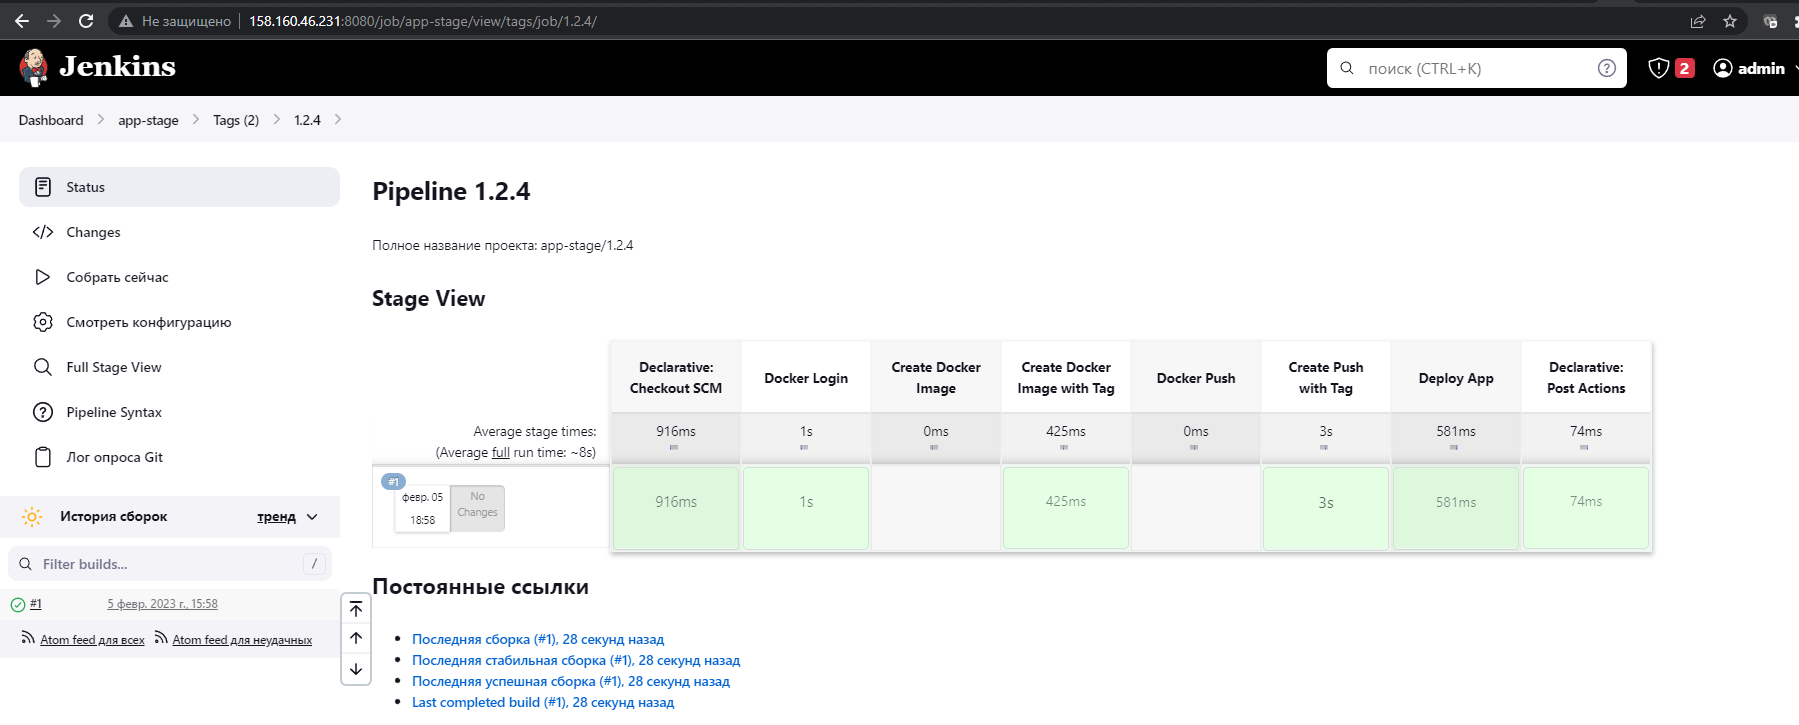 Не защищено 158.160.46.231:8080/job/app-stage/view/tags/job/1.2.4/
Jenkins
поиск (CTRL+K)
2
admin
Dashboard
app-stage
Tags (2)
1.2.4
Status
Changes
Собрать сейчас
Смотреть конфигурацию
Full Stage View
Pipeline Syntax
Лог опроса Git
История сборок
тренд
Filter builds...
/
#1
5 февр. 2023 г., 15:58
Atom feed для всех
Atom feed для неудачных
Pipeline 1.2.4
Полное название проекта: app-stage/1.2.4
Stage View
Declarative: Checkout SCM
Docker Login
Create Docker Image
Create Docker Image with Tag
Docker Push
Create Push with Tag
Deploy App
Declarative: Post Actions
Average stage times:
(Average full run time: ~8s)
916ms
1s
0ms
425ms
0ms
3s
581ms
74ms
#1
февр. 05
18:58
No Changes
916ms
1s
425ms
3s
581ms
74ms
Постоянные ссылки
Последняя сборка (#1), 28 секунд назад
Последняя стабильная сборка (#1), 28 секунд назад
Последняя успешная сборка (#1), 28 секунд назад
Last completed build (#1), 28 секунд назад